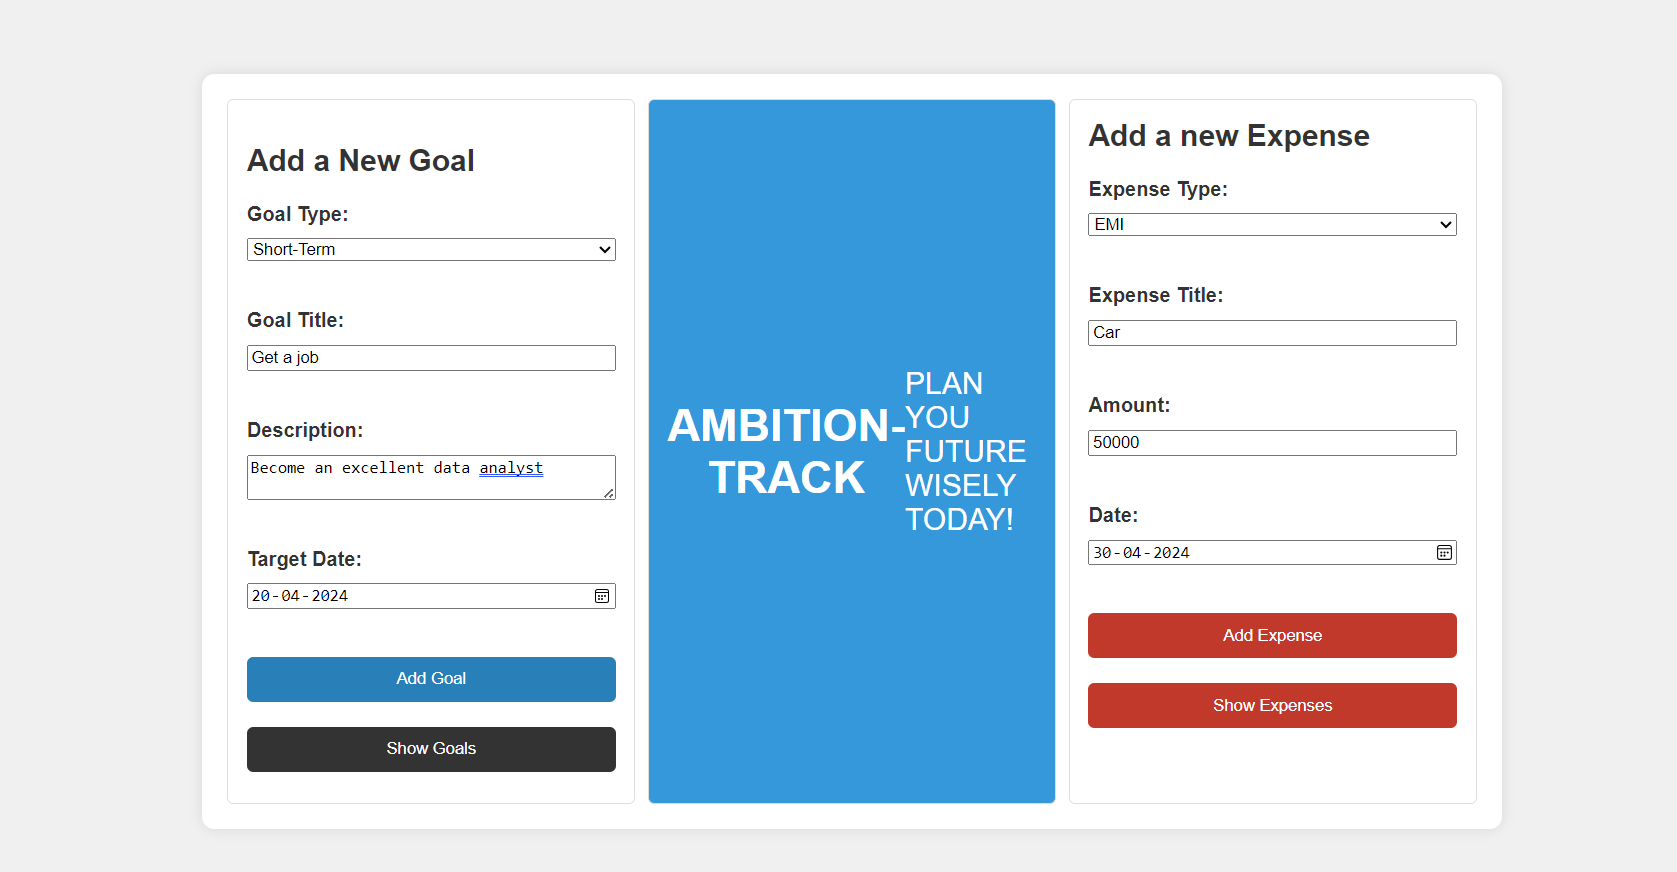 Add a New Goal
Goal Type:
Short-Term
Goal Title:
Get a job
Description:
Become an excellent data analyst
Target Date:
20-04-2024
Add Goal
Show Goals
AMBITION-
TRACK
PLAN
YOU
FUTURE
WISELY
TODAY!
Add a new Expense
Expense Type:
EMI
Expense Title:
Car
Amount:
50000
Date:
30-04-2024
Add Expense
Show Expenses